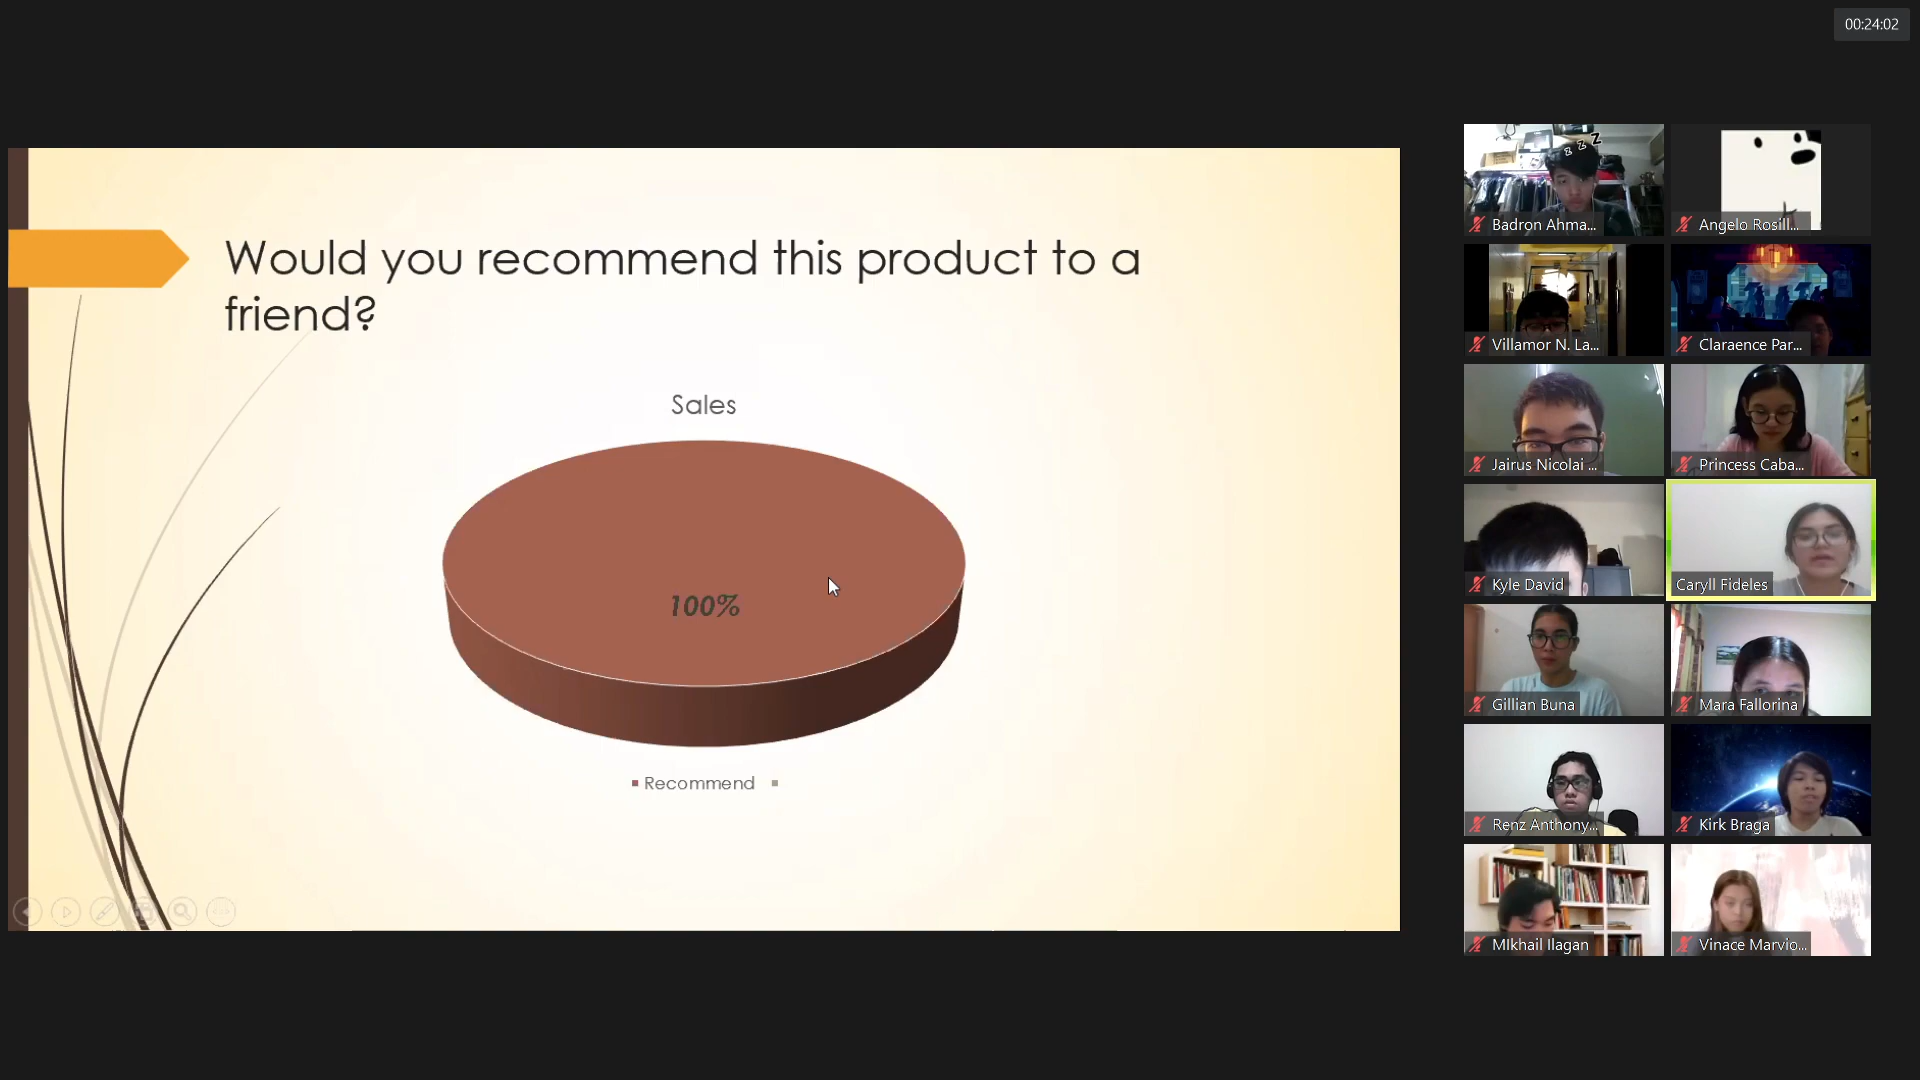 00:24:02
Would you recommend this product to a
friend?
Sales
100%
Recommend
z z Z
Badron Ahma...
Angelo Rosill...
Villamor N. La...
Claraence Par...
Jairus Nicolai ...
Princess Caba...
Kyle David
Caryll Fideles
Gillian Buna
Mara Fallorina
Renz Anthony...
Kirk Braga
MIkhail Ilagan
Vinace Marvio...